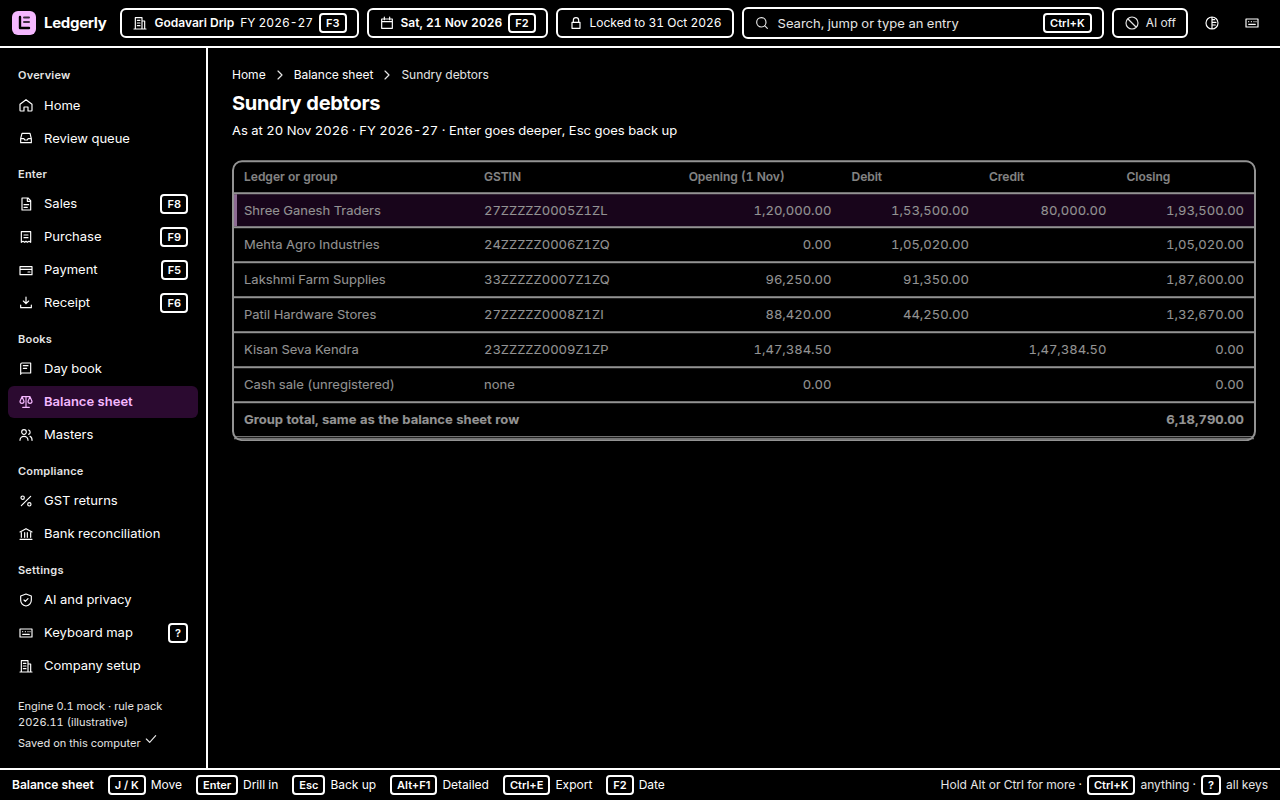 Ledgerly
Godavari Drip FY 2026-27 F3
Sat, 21 Nov 2026 F2
Locked to 31 Oct 2026
Search, jump or type an entry Ctrl+K
AI off
Overview
Home
Review queue
Enter
Sales F8
Purchase F9
Payment F5
Receipt F6
Books
Day book
Balance sheet
Masters
Compliance
GST returns
Bank reconciliation
Settings
AI and privacy
Keyboard map ?
Company setup
Engine 0.1 mock · rule pack
2026.11 (illustrative)
Saved on this computer
Home > Balance sheet > Sundry debtors
Sundry debtors
As at 20 Nov 2026 · FY 2026-27 · Enter goes deeper, Esc goes back up
Ledger or group GSTIN Opening (1 Nov) Debit Credit Closing
Shree Ganesh Traders 27ZZZZZ0005Z1ZL 1,20,000.00 1,53,500.00 80,000.00 1,93,500.00
Mehta Agro Industries 24ZZZZZ0006Z1ZQ 0.00 1,05,020.00 1,05,020.00
Lakshmi Farm Supplies 33ZZZZZ0007Z1ZQ 96,250.00 91,350.00 1,87,600.00
Patil Hardware Stores 27ZZZZZ0008Z1ZI 88,420.00 44,250.00 1,32,670.00
Kisan Seva Kendra 23ZZZZZ0009Z1ZP 1,47,384.50 1,47,384.50 0.00
Cash sale (unregistered) none 0.00 0.00
Group total, same as the balance sheet row 6,18,790.00
Balance sheet J / K Move Enter Drill in Esc Back up Alt+F1 Detailed Ctrl+E Export F2 Date
Hold Alt or Ctrl for more · Ctrl+K anything · ? all keys